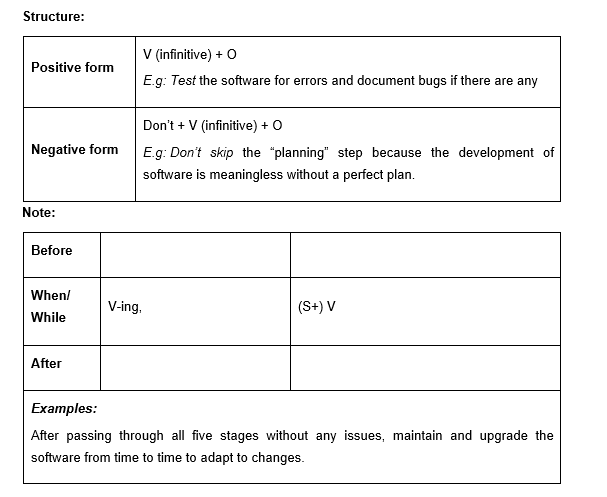 Structure:
Positive form
V (infinitive) + O
E.g: Test the software for errors and document bugs if there are any
Negative form
Don't + V (infinitive) + O
E.g: Don't skip the “planning” step because the development of
software is meaningless without a perfect plan.
Note:
Before
When/
While
V-ing,
(S+) V
After
Examples:
After passing through all five stages without any issues, maintain and upgrade the
software from time to time to adapt to changes.